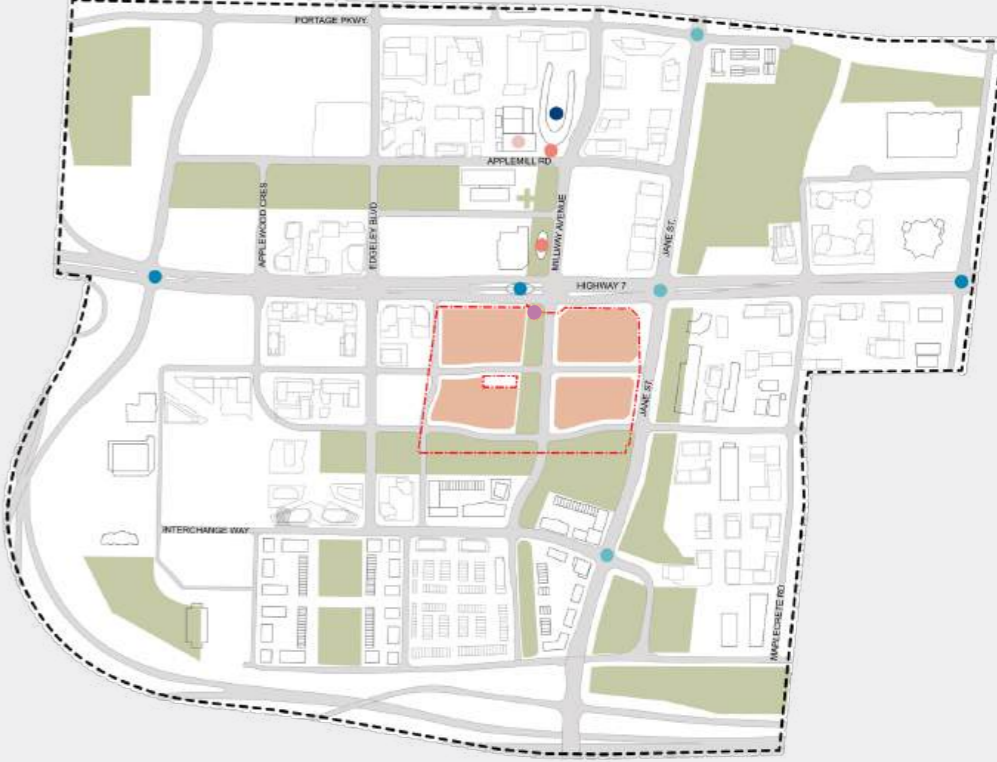 PORTAGE PKWY.
APPLEMILL RD
APPLEWOOD CRES
EDGELEY BLVD
MILLWAY AVENUE
JANE ST.
HIGHWAY 7
JANE ST.
INTERCHANGE WAY
MAPLECRETE RD